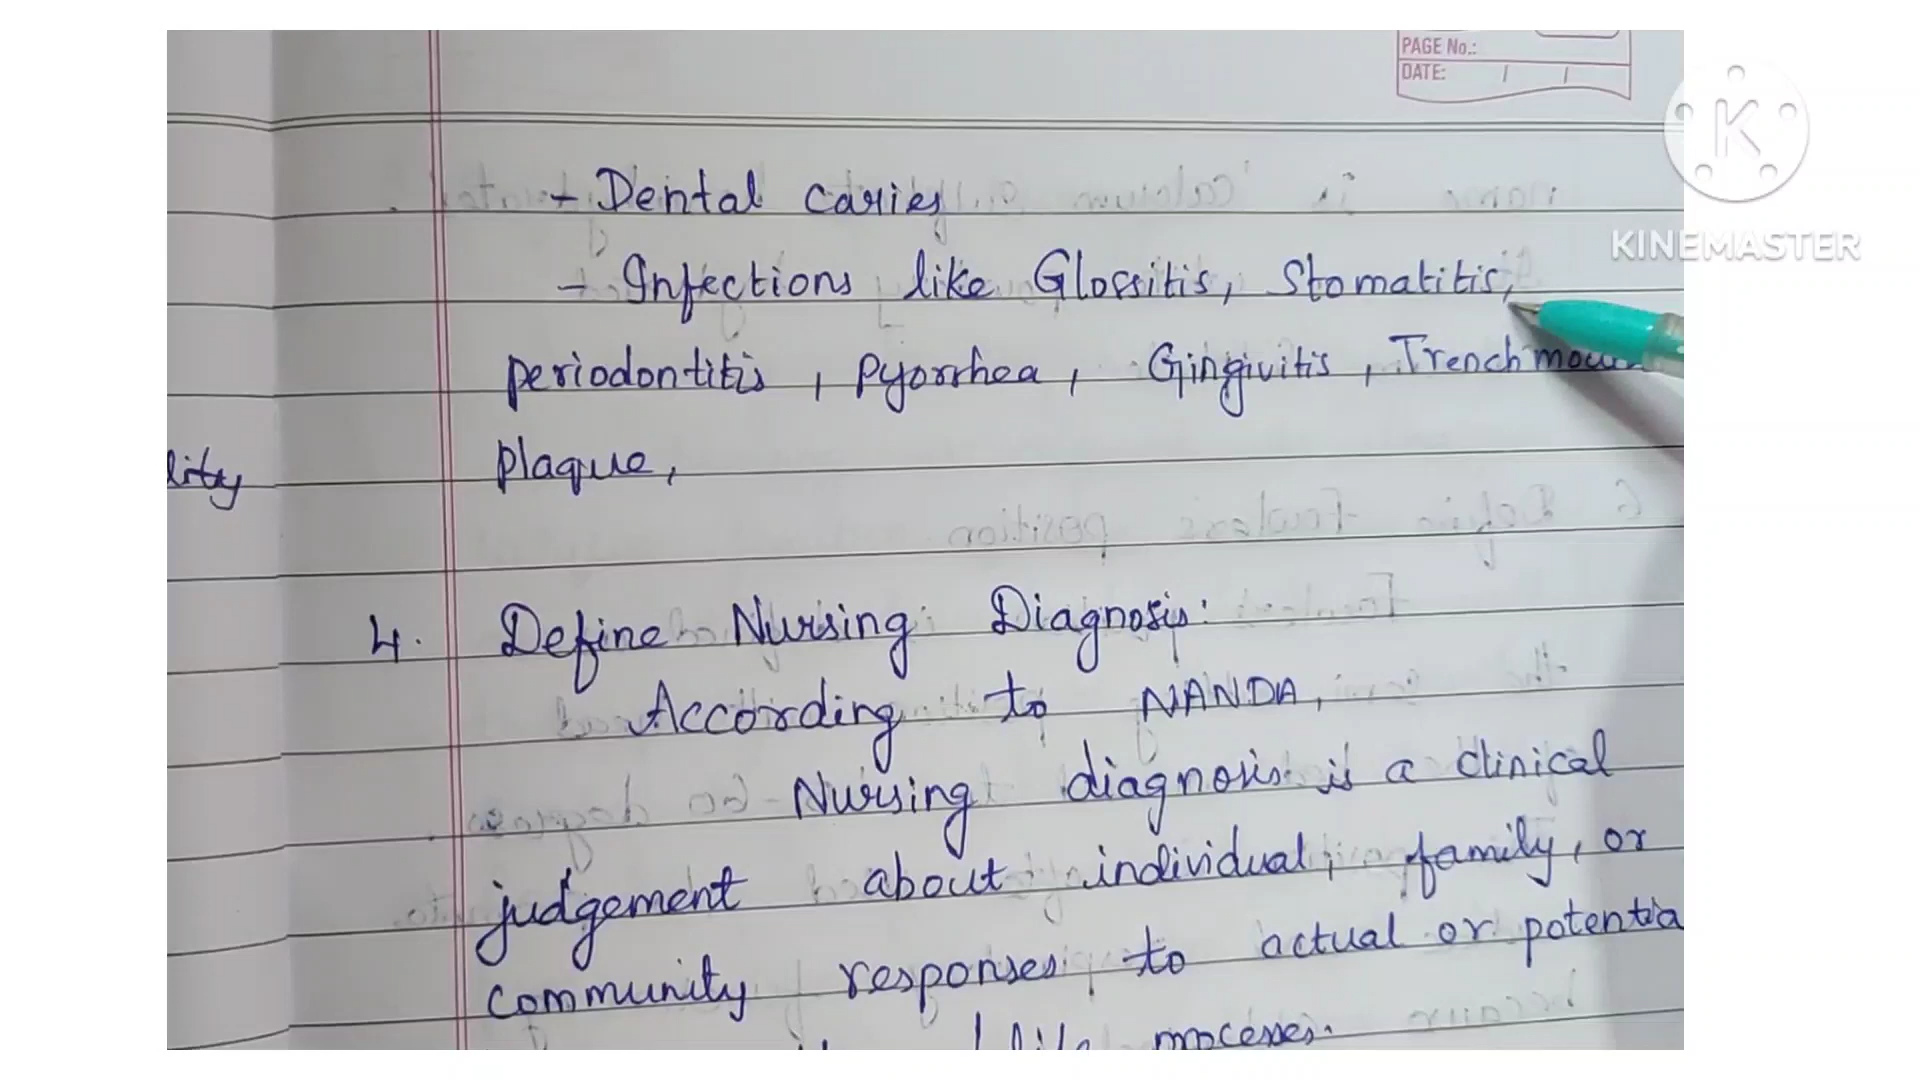 PAGE No.:
DATE: / /
K
KINEMASTER
- Dental caries
- Infections like Glossitis, Stomatitis,
periodontitis, Pyorrhea, Gingivitis, Trench
plaque,
lity
4. Define Nursing Diagnosis:
According to NANDA,
Nursing diagnosis is a clinical
judgement about individual, family, or
community responses to actual or potentia
life processes.